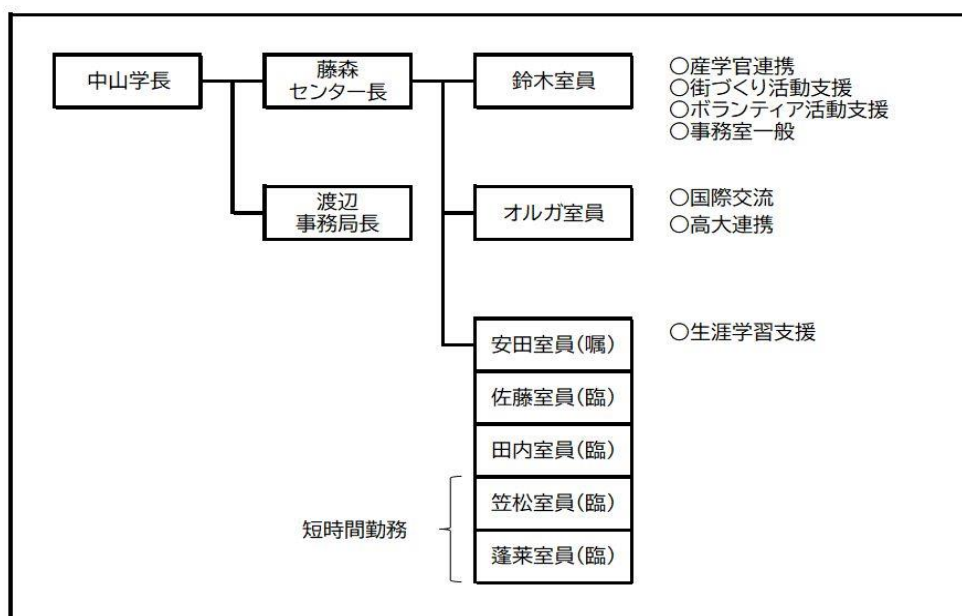 中山学長
藤森
センター長
鈴木室員
○産学官連携
○街づくり活動支援
○ボランティア活動支援
○事務室一般
渡辺
事務局長
オルガ室員
○国際交流
○高大連携
安田室員(嘱)
○生涯学習支援
佐藤室員(臨)
田内室員(臨)
短時間勤務
笠松室員(臨)
蓬莱室員(臨)